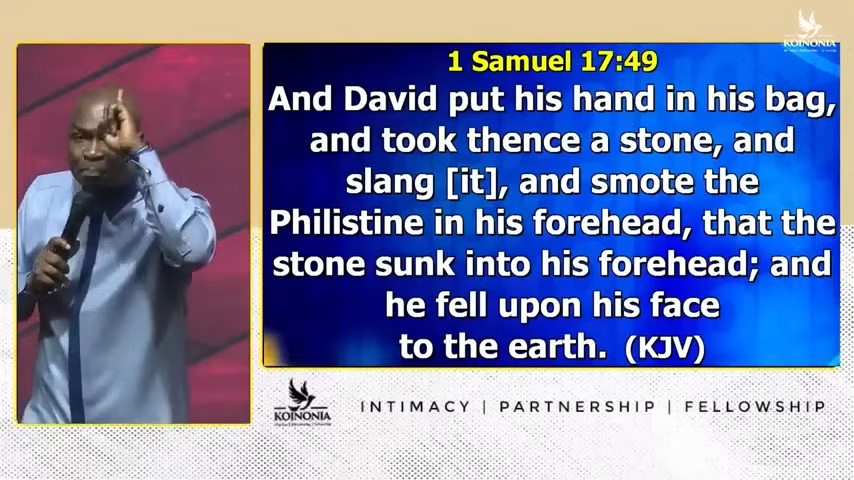 KOINONIA
1 Samuel 17:49
And David put his hand in his bag,
and took thence a stone, and
slang [it], and smote the
Philistine in his forehead, that the
stone sunk into his forehead; and
he fell upon his face
to the earth. (KJV)
KOINONIA
INTIMACY | PARTNERSHIP | FELLOWSHIP